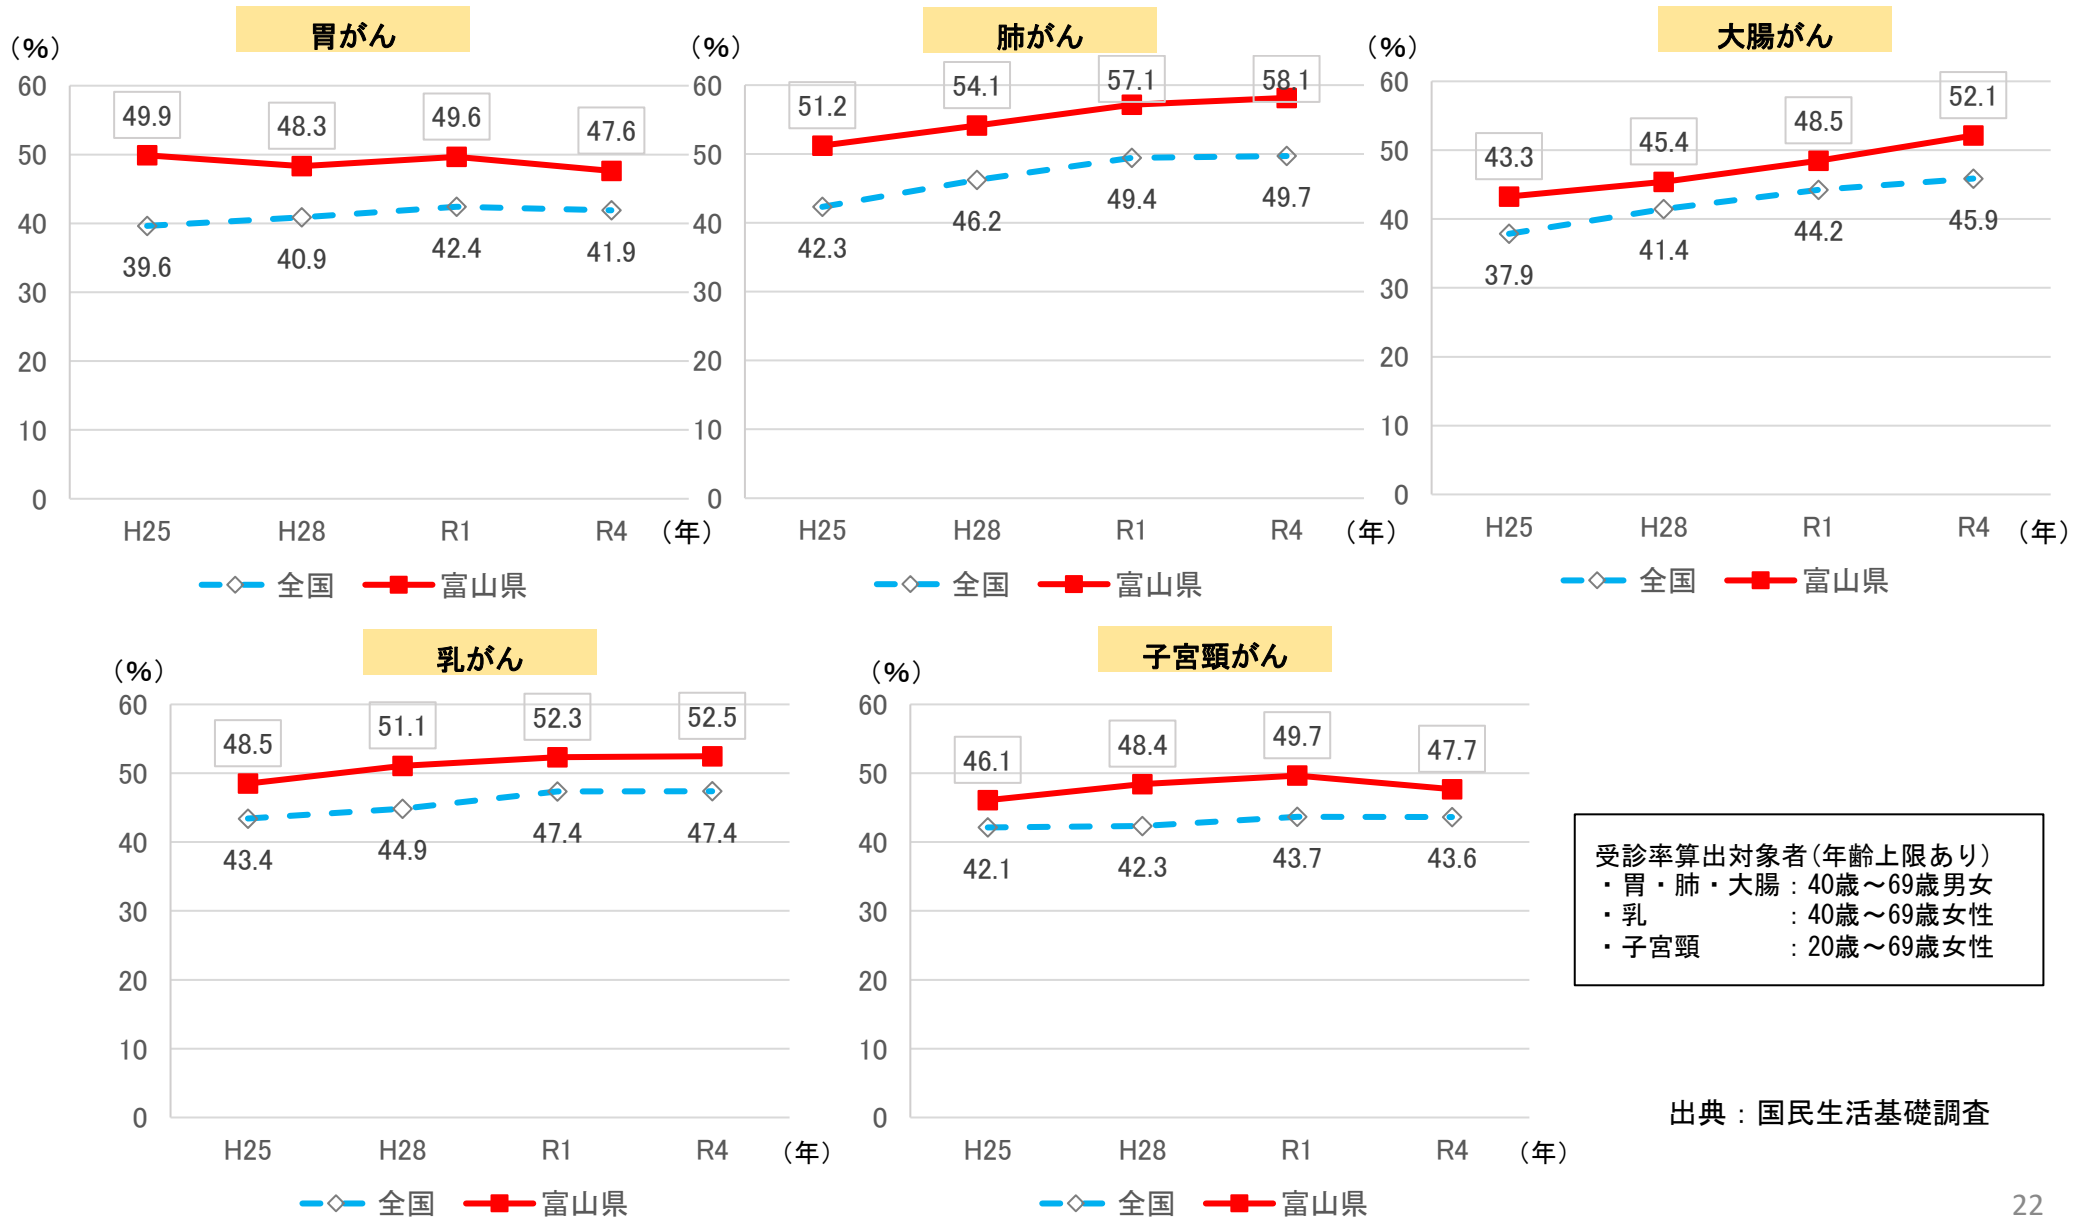 胃がん
（%）
60
50
40
30
20
10
0
49.9
48.3
49.6
47.6
39.6
40.9
42.4
41.9
H25
H28
R1
R4
（年）
全国
富山県
肺がん
（%）
60
50
40
30
20
10
0
51.2
54.1
57.1
58.1
42.3
46.2
49.4
49.7
H25
H28
R1
R4
（年）
全国
富山県
大腸がん
（%）
60
50
40
30
20
10
0
43.3
45.4
48.5
52.1
37.9
41.4
44.2
45.9
H25
H28
R1
R4
（年）
全国
富山県
乳がん
（%）
60
50
40
30
20
10
0
48.5
51.1
52.3
52.5
43.4
44.9
47.4
47.4
H25
H28
R1
R4
（年）
全国
富山県
子宮頸がん
（%）
60
50
40
30
20
10
0
46.1
48.4
49.7
47.7
42.1
42.3
43.7
43.6
H25
H28
R1
R4
（年）
全国
富山県
受診率算出対象者（年齢上限あり）
・胃・肺・大腸：40歳～69歳男女
・乳　　　　　：40歳～69歳女性
・子宮頸　　　：20歳～69歳女性
出典：国民生活基礎調査
22